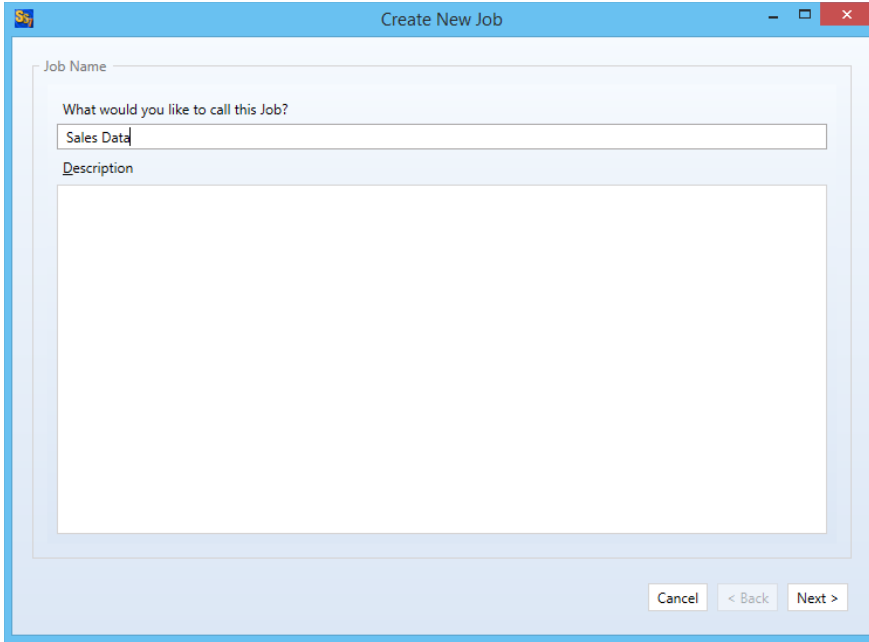 Create New Job
Job Name
What would you like to call this Job?
Sales Data
Description
Cancel
< Back
Next >